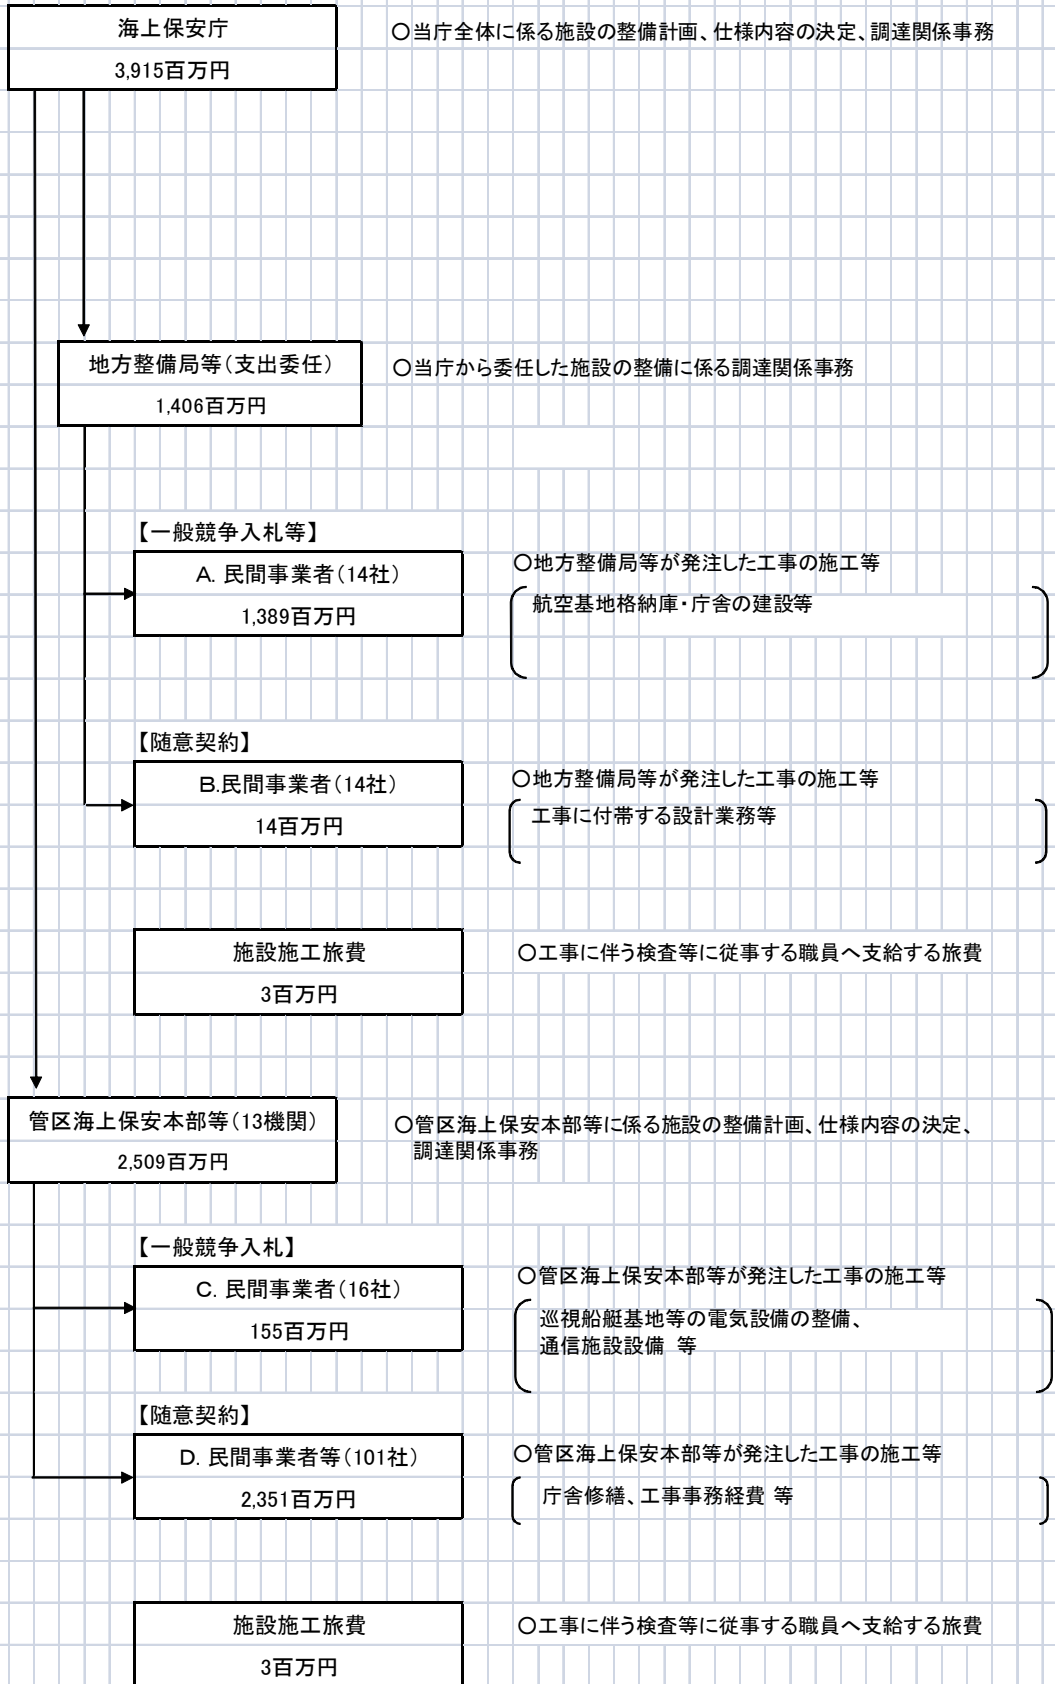 海上保安庁
3,915百万円
○当庁全体に係る施設の整備計画、仕様内容の決定、調達関係事務
地方整備局等（支出委任）
1,406百万円
○当庁から委任した施設の整備に係る調達関係事務
【一般競争入札等】
A. 民間事業者（14社）
1,389百万円
○地方整備局等が発注した工事の施工等
航空基地格納庫・庁舎の建設等
【随意契約】
B.民間事業者（14社）
14百万円
○地方整備局等が発注した工事の施工等
工事に付帯する設計業務等
施設施工旅費
3百万円
○工事に伴う検査等に従事する職員へ支給する旅費
管区海上保安本部等（13機関）
2,509百万円
○管区海上保安本部等に係る施設の整備計画、仕様内容の決定、
調達関係事務
【一般競争入札】
C. 民間事業者（16社）
155百万円
○管区海上保安本部等が発注した工事の施工等
巡視船艇基地等の電気設備の整備、
通信施設設備 等
【随意契約】
D. 民間事業者等（101社）
2,351百万円
○管区海上保安本部等が発注した工事の施工等
庁舎修繕、工事事務経費 等
施設施工旅費
3百万円
○工事に伴う検査等に従事する職員へ支給する旅費